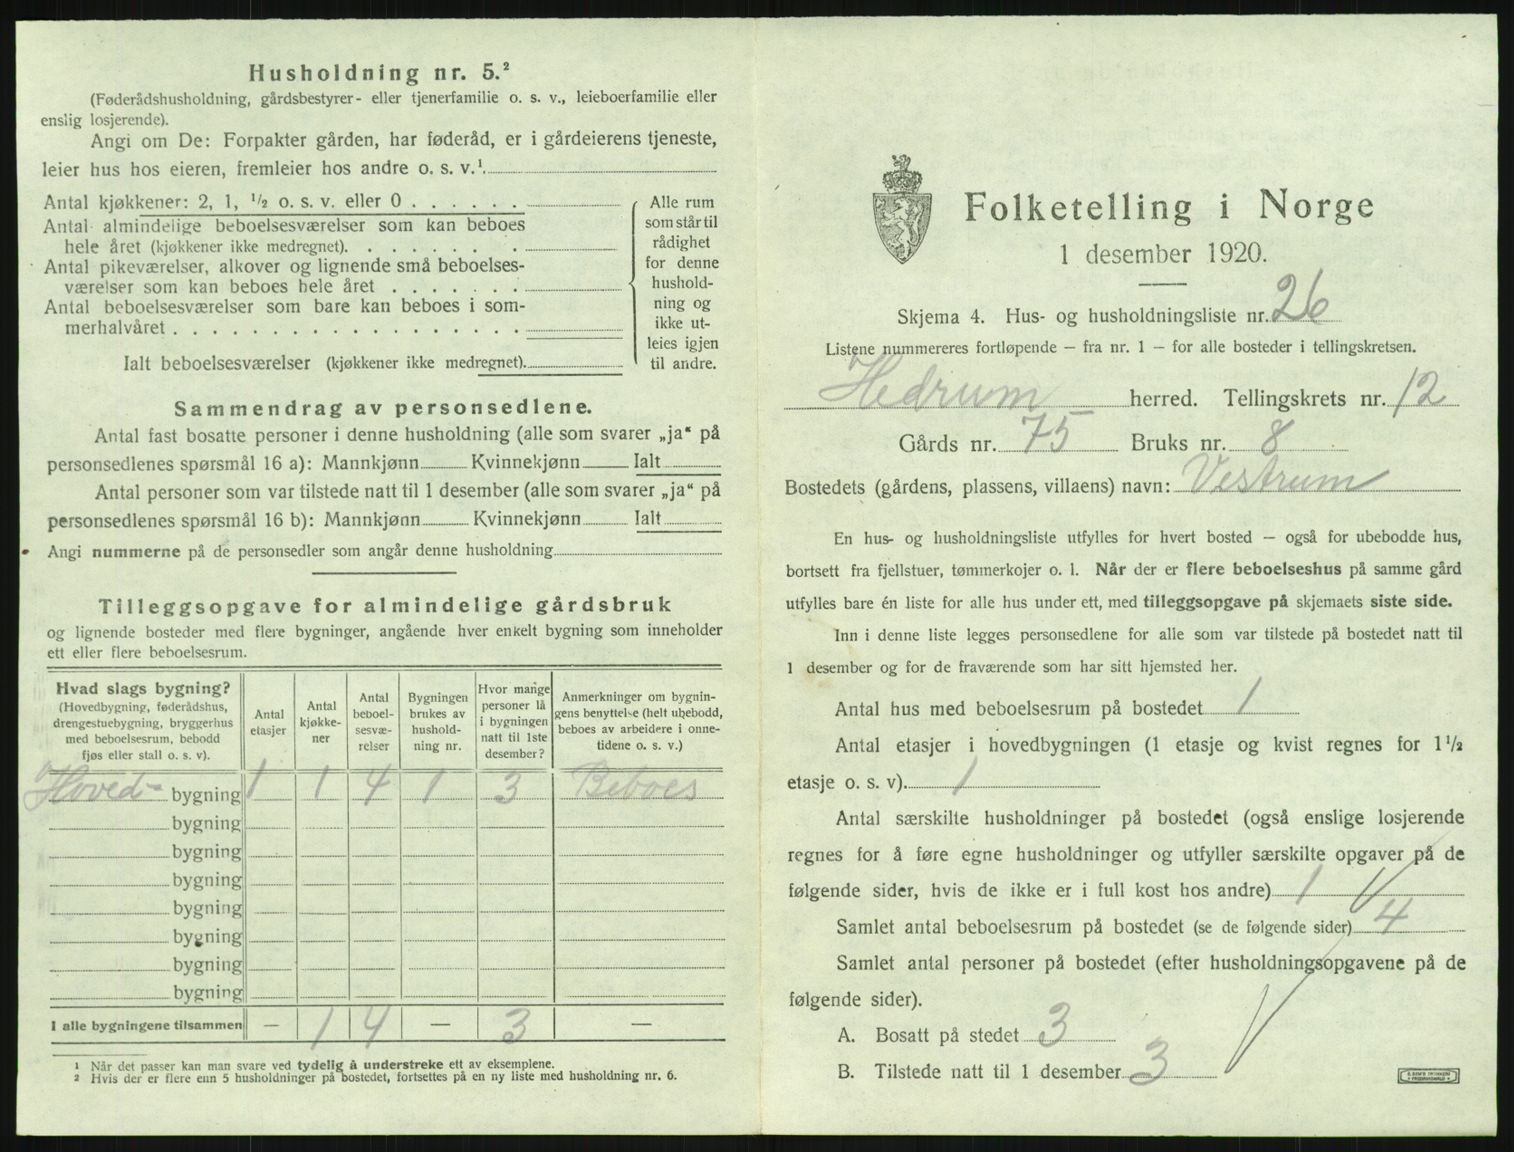 Husholdning nr. 5.²
(Føderådshusholdning, gårdsbestyrer- eller tjenerfamilie o. s. v., leieboerfamilie eller
enslig losjerende).
Angi om De: Forpakter gården, har føderåd, er i gårdeierens tjeneste,
leier hus hos eieren, fremleier hos andre o. s. v.¹.
Antal kjøkkener: 2, 1, ½ o. s. v. eller 0
Antal almindelige beboelsesværelser som kan beboes
hele året (kjøkkener ikke medregnet).
Antal pikeværelser, alkover og lignende små beboelses-
værelser som kan beboes hele året
Antal beboelsesværelser som bare kan beboes i som-
merhalvåret
Ialt beboelsesværelser (kjøkkener ikke medregnet).
Alle rum
som står til
rådighet
for denne
hushold-
ning og
ikke ut-
leies igjen
til andre.
Sammendrag av personsedlene.
Antal fast bosatte personer i denne husholdning (alle som svarer „ja“ på
personsedlenes spørsmål 16 a): Mannkjønn Kvinnekjønn Ialt
Antal personer som var tilstede natt til 1 desember (alle som svarer „ja“ på
personsedlenes spørsmål 16 b): Mannkjønn Kvinnekjønn Ialt
Angi nummerne på de personsedler som angår denne husholdning
Tilleggsopgave for almindelige gårdsbruk
og lignende bosteder med flere bygninger, angående hver enkelt bygning som inneholder
ett eller flere beboelsesrum.
Hvad slags bygning?
(Hovedbygning, føderådshus,
drengestuebygning, bryggerhus
med beboelsesrum, bebodd
fjøs eller stall o. s. v).
Antal
etasjer
Antal
kjøkke-
ner
Antal
beboel-
sesvæ-
relser
Bygningen
brukes av
hushold-
ning nr.
Hvor mange
personer lå
i bygningen
natt til 1ste
desember?
Anmerkninger om bygnin-
gens benyttelse (helt ubebodd,
beboes av arbeidere i onne-
tidene o. s. v.)
Hoved- bygning 1 1 4 1 3 Beboes
bygning
bygning
bygning
bygning
bygning
bygning
bygning
I alle bygningene tilsammen — 1 4 — 3 —
¹ Når det passer kan man svare ved tydelig å understreke ett av eksemplene.
² Hvis der er flere enn 5 husholdninger på bostedet, fortsettes på en ny liste med husholdning nr. 6.
Folketelling i Norge
1 desember 1920.
Skjema 4. Hus- og husholdningsliste nr. 26
Listene nummereres fortløpende — fra nr. 1 — for alle bosteder i tellingskretsen.
Hedrum herred. Tellingskrets nr. 12
Gårds nr. 75 Bruks nr. 8
Bostedets (gårdens, plassens, villaens) navn: Vestrum
En hus- og husholdningsliste utfylles for hvert bosted — også for ubebodde hus,
bortsett fra fjellstuer, tømmerkojer o. l. Når der er flere beboelseshus på samme gård
utfylles bare én liste for alle hus under ett, med tilleggsopgave på skjemaets siste side.
Inn i denne liste legges personsedlene for alle som var tilstede på bostedet natt til
1 desember og for de fraværende som har sitt hjemsted her.
Antal hus med beboelsesrum på bostedet 1
Antal etasjer i hovedbygningen (1 etasje og kvist regnes for 1½
etasje o. s. v). 1
Antal særskilte husholdninger på bostedet (også enslige losjerende
regnes for å føre egne husholdninger og utfyller særskilte opgaver på de
følgende sider, hvis de ikke er i full kost hos andre) 1
Samlet antal beboelsesrum på bostedet (se de følgende sider) 4
Samlet antal personer på bostedet (efter husholdningsopgavene på de
følgende sider).
A. Bosatt på stedet 3
B. Tilstede natt til 1 desember 3